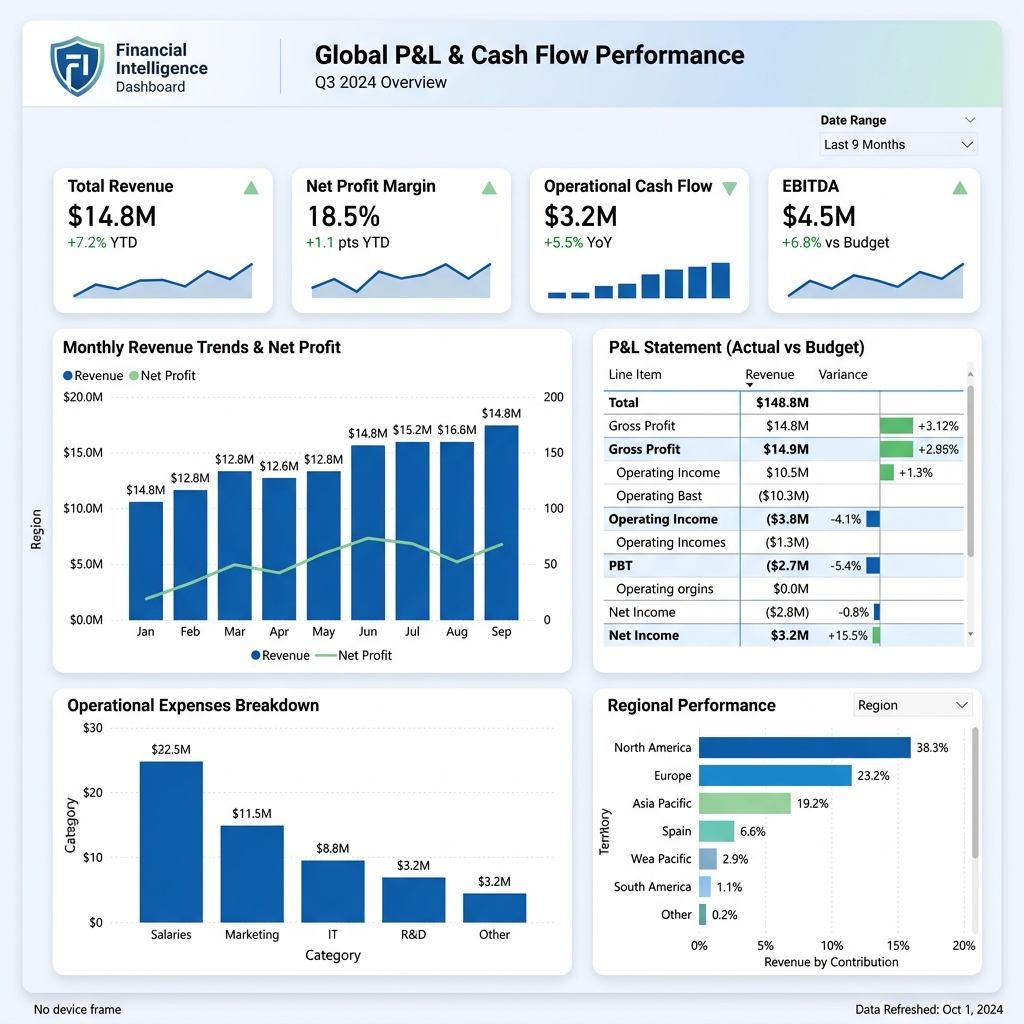 FI
Financial
Intelligence
Dashboard
Global P&L & Cash Flow Performance
Q3 2024 Overview
Date Range
Last 9 Months
Total Revenue
$14.8M
+7.2% YTD
Net Profit Margin
18.5%
+1.1 pts YTD
Operational Cash Flow
$3.2M
+5.5% YoY
EBITDA
$4.5M
+6.8% vs Budget
Monthly Revenue Trends & Net Profit
Revenue Net Profit
Region
$20.0M
$15.0M
$10.0M
$5.0M
$0.0M
$14.8M $12.8M $12.8M $12.6M $12.8M $14.8M $15.2M $16.6M $14.8M
200
150
100
50
0
Jan Feb Mar Apr May Jun Jul Aug Sep
Revenue Net Profit
P&L Statement (Actual vs Budget)
Line Item Revenue Variance
Total $148.8M
Gross Profit $14.8M +3.12%
Gross Profit $14.9M +2.95%
Operating Income $10.5M +1.3%
Operating Bast ($10.3M)
Operating Income ($3.8M -4.1%
Operating Incomes ($1.3M)
PBT ($2.7M -5.4%
Operating orgins $0.0M
Net Income ($2.8M) -0.8%
Net Income $3.2M +15.5%
Operational Expenses Breakdown
Category
$30
$20
$10
$0
$22.5M $11.5M $8.8M $3.2M $3.2M
Salaries Marketing IT R&D Other
Category
Regional Performance
Region
Territory
North America 38.3%
Europe 23.2%
Asia Pacific 19.2%
Spain 6.6%
Wea Pacific 2.9%
South America 1.1%
Other 0.2%
0% 5% 10% 15% 20%
Revenue by Contribution
No device frame
Data Refreshed: Oct 1, 2024